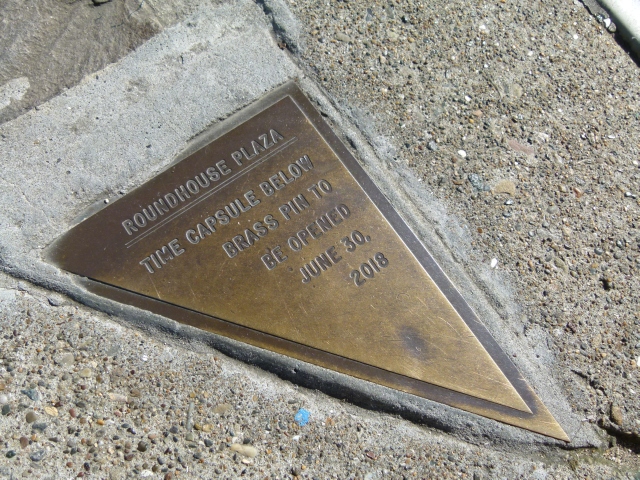 ROUNDHOUSE PLAZA
TIME CAPSULE BELOW
BRASS PIN TO
BE OPENED
JUNE 30,
2018